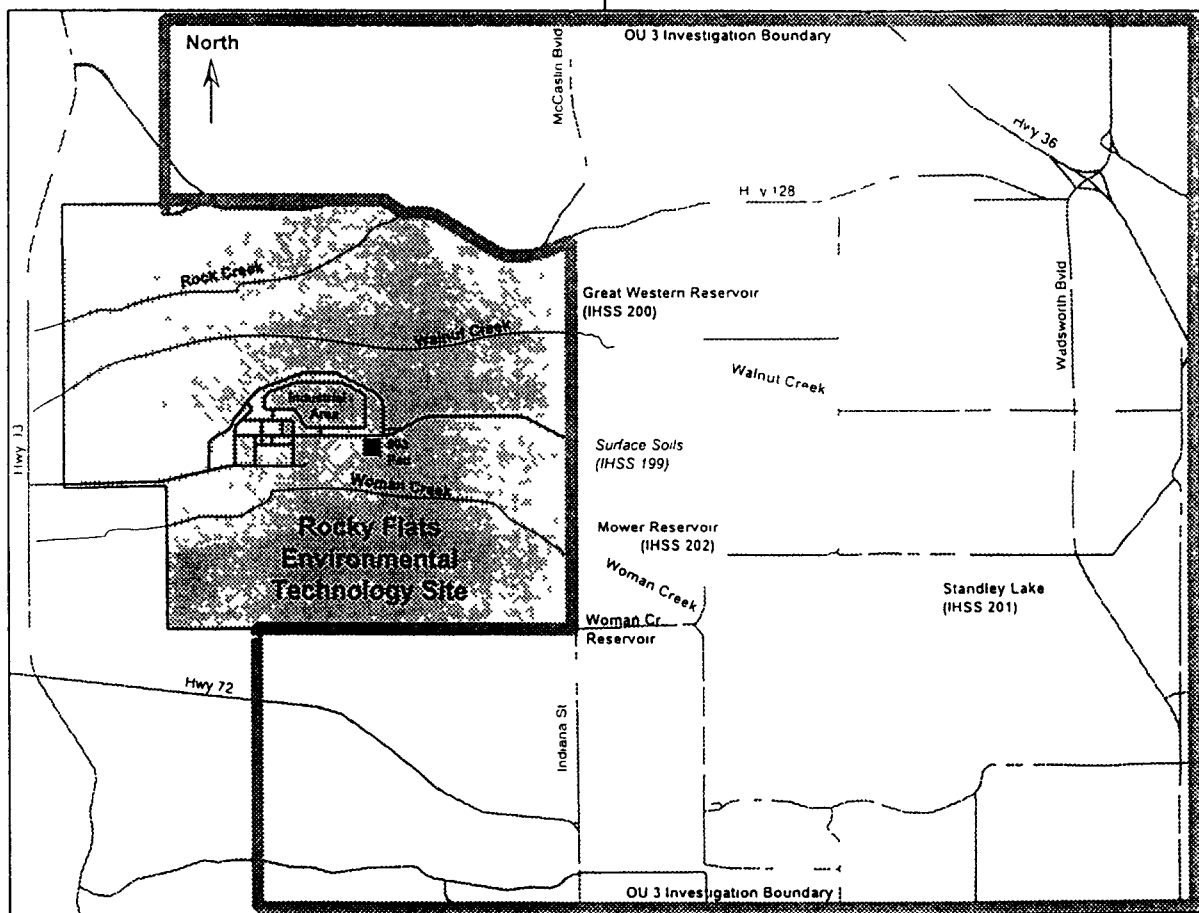 OU 3 Investigation Boundary
North
McCaslin Blvd
Hwy 36
Hwy 128
Rock Creek
Great Western Reservoir
(IHSS 200)
Wadsworth Blvd
Walnut Creek
Walnut Creek
Industrial
Area
903
Pad
Surface Soils
(IHSS 199)
Woman Creek
Mower Reservoir
(IHSS 202)
Rocky Flats
Environmental
Technology Site
Woman Creek
Standley Lake
(IHSS 201)
Woman Cr
Reservoir
Hwy 72
Indiana St
OU 3 Investigation Boundary